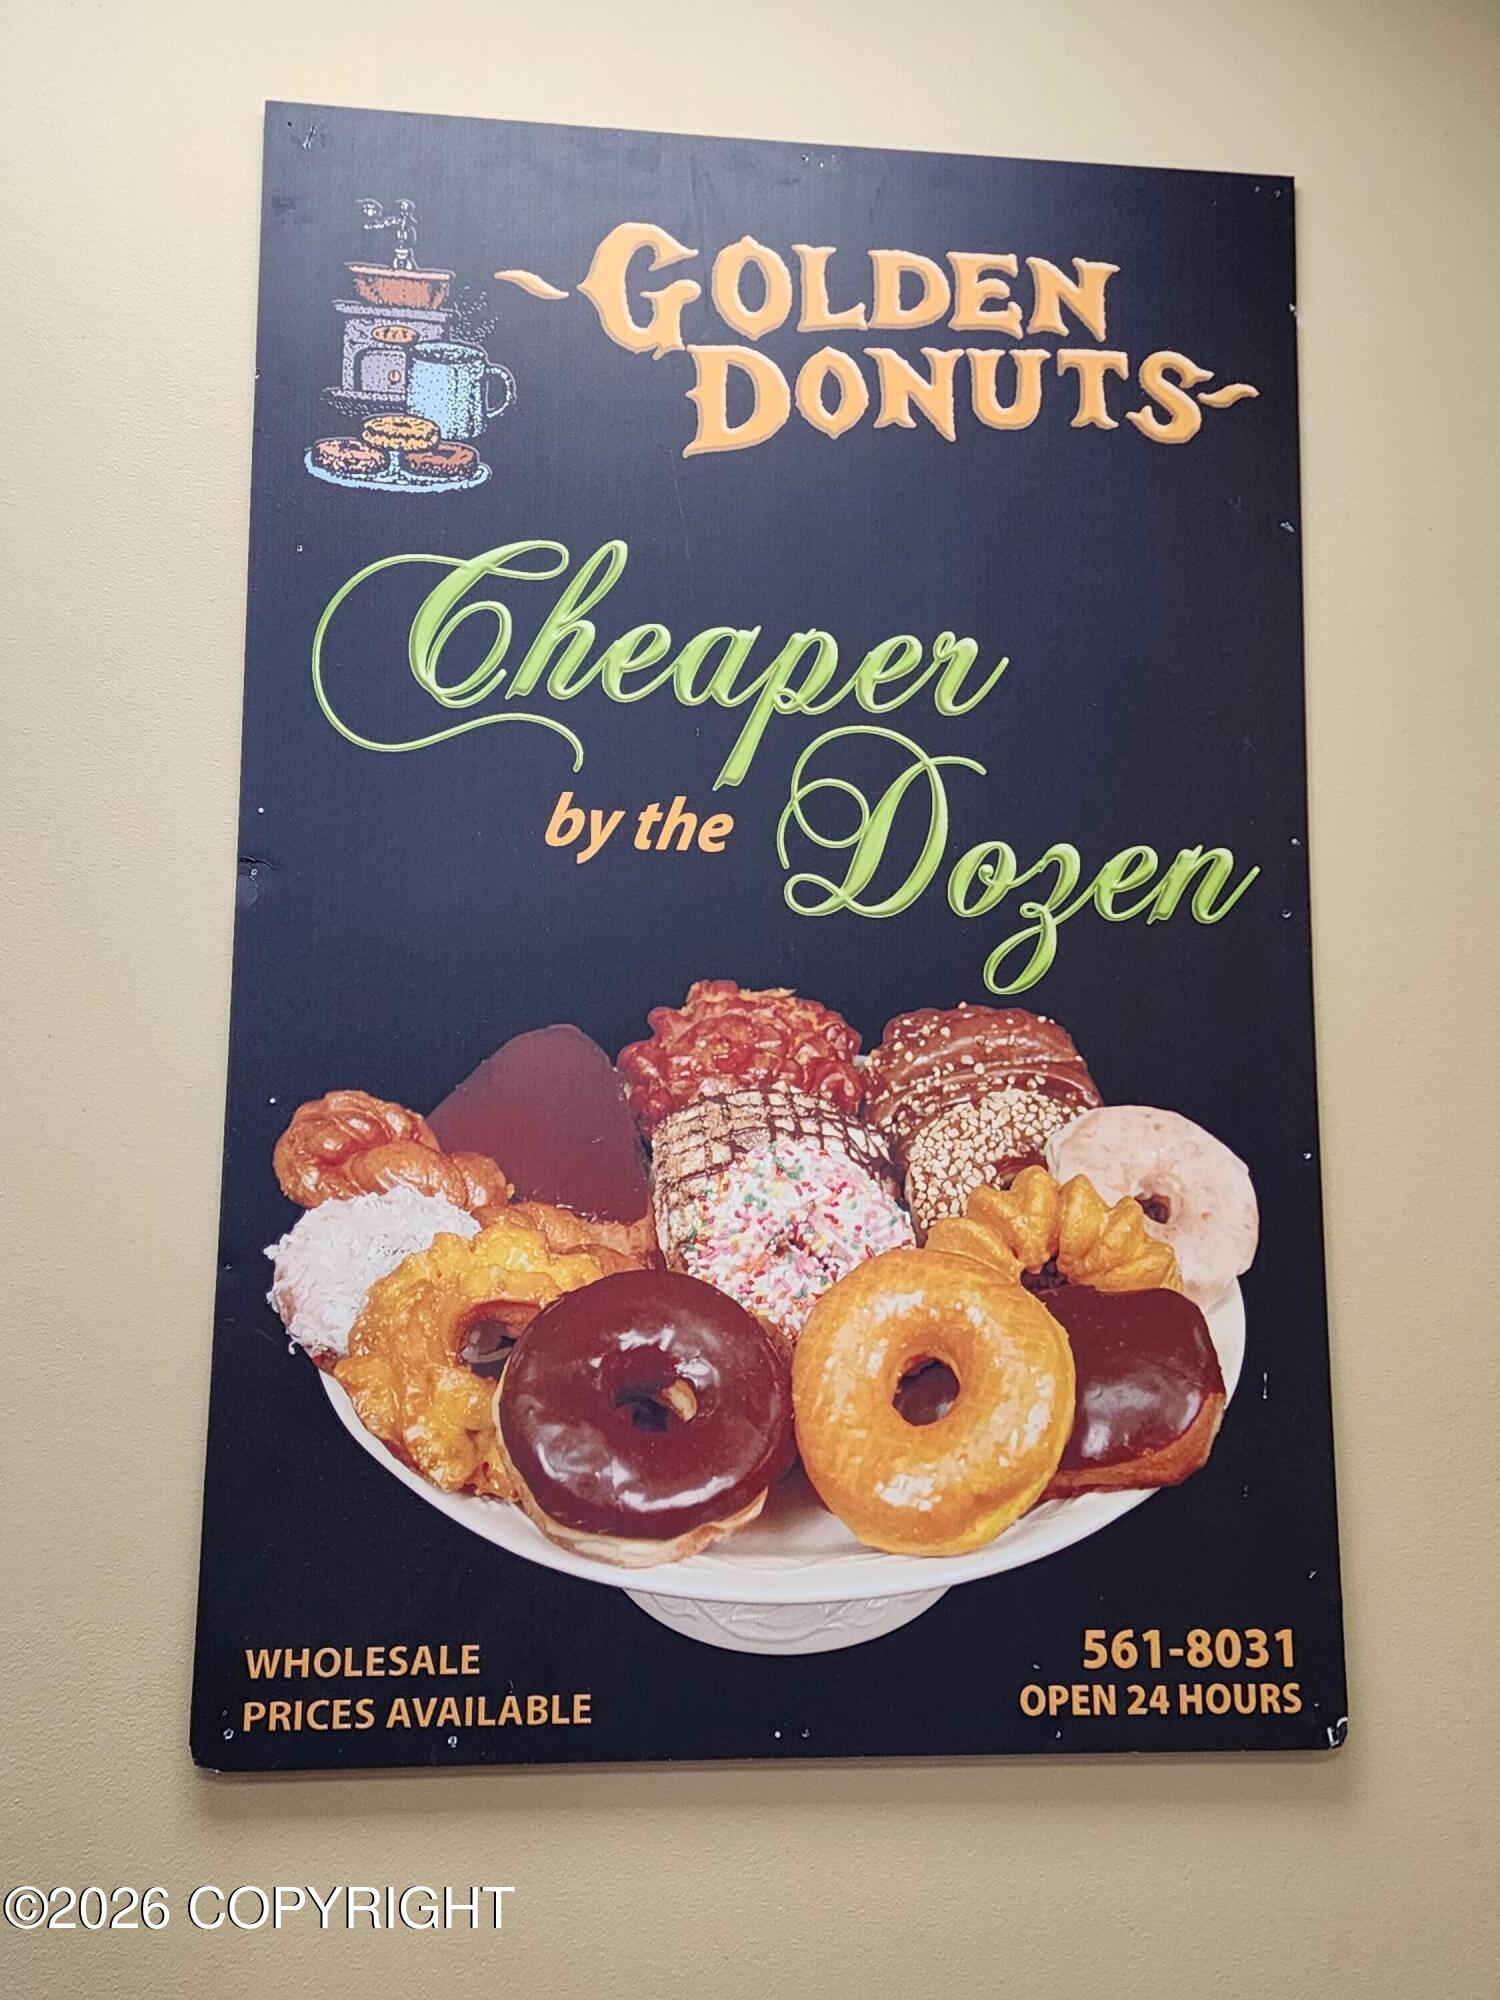 GOLDEN
DONUTS
Cheaper
by the
Dozen
WHOLESALE
PRICES AVAILABLE
561-8031
OPEN 24 HOURS
©2026 COPYRIGHT